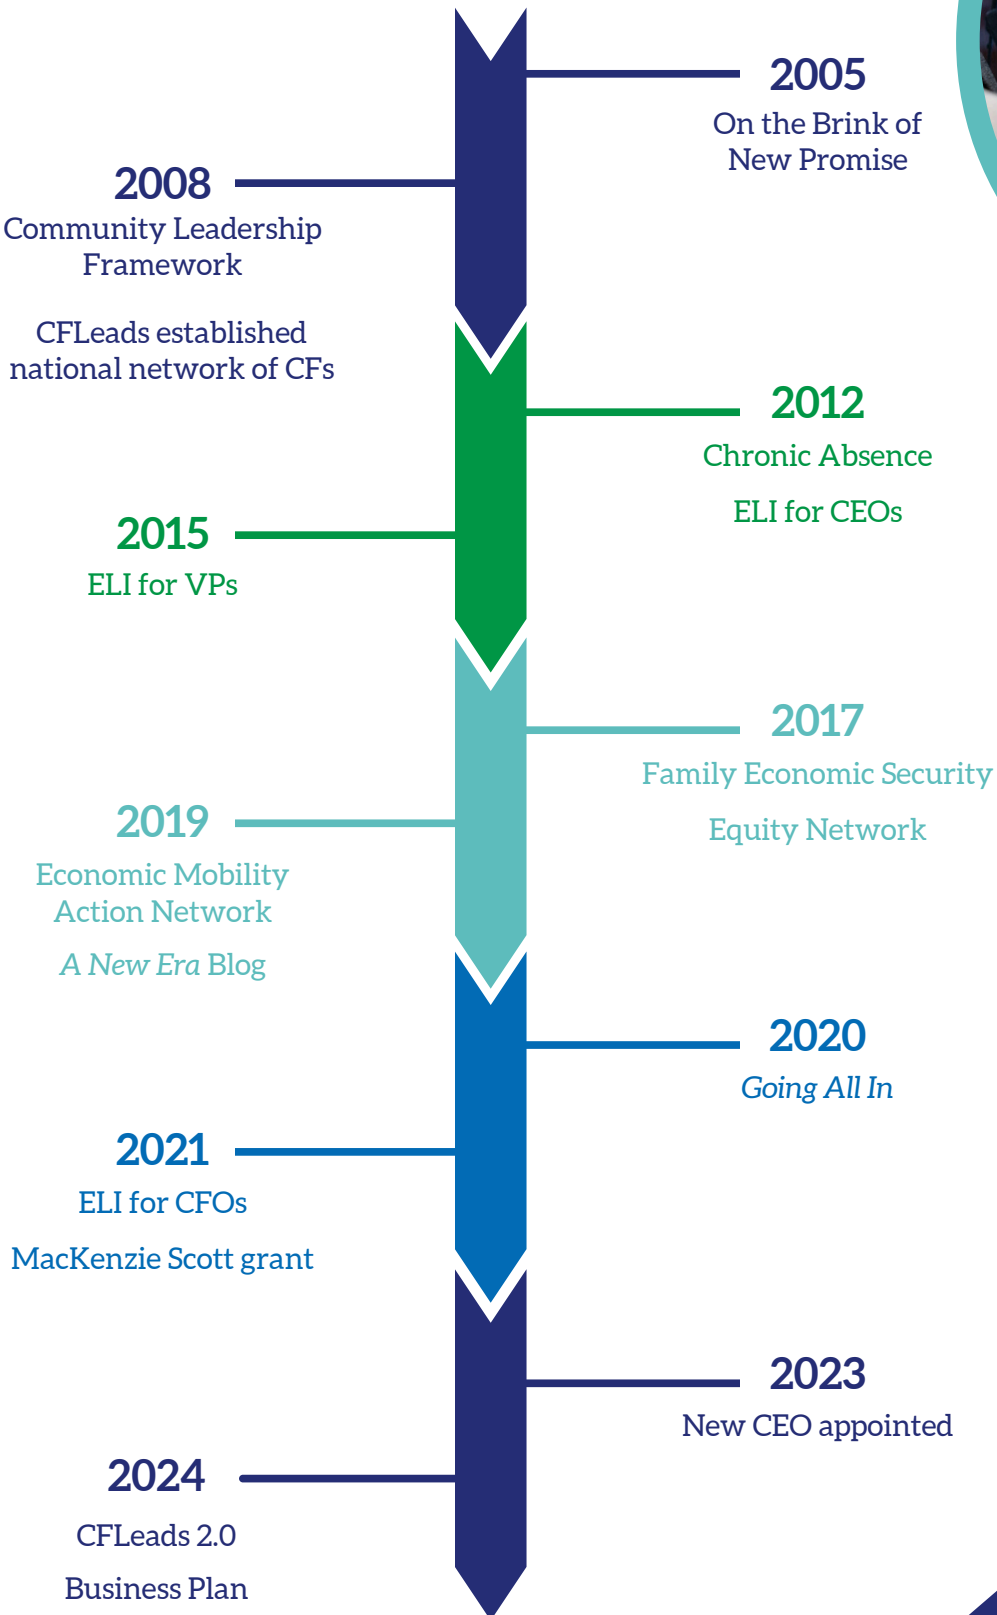 2005
On the Brink of
New Promise
2008
Community Leadership
Framework
CFLeads established
national network of CFs
2012
Chronic Absence
ELI for CEOs
2015
ELI for VPs
2017
Family Economic Security
Equity Network
2019
Economic Mobility
Action Network
A New Era Blog
2020
Going All In
2021
ELI for CFOs
MacKenzie Scott grant
2023
New CEO appointed
2024
CFLeads 2.0
Business Plan